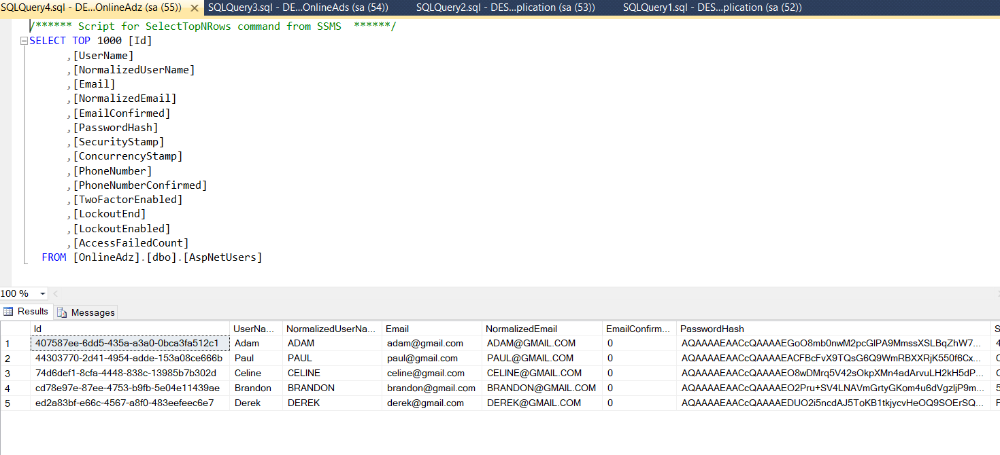 SQLQuery4.sql - DE...OnlineAdz (sa (55)) SQLQuery3.sql - DE...OnlineAds (sa (54)) SQLQuery2.sql - DES...plication (sa (53)) SQLQuery1.sql - DES...plication (sa (52))
/****** Script for SelectTopNRows command from SSMS ******/
SELECT TOP 1000 [Id]
,[UserName]
,[NormalizedUserName]
,[Email]
,[NormalizedEmail]
,[EmailConfirmed]
,[PasswordHash]
,[SecurityStamp]
,[ConcurrencyStamp]
,[PhoneNumber]
,[PhoneNumberConfirmed]
,[TwoFactorEnabled]
,[LockoutEnd]
,[LockoutEnabled]
,[AccessFailedCount]
FROM [OnlineAdz].[dbo].[AspNetUsers]
100 %
Results Messages
Id UserNa... NormalizedUserNa... Email NormalizedEmail EmailConfirm... PasswordHash S
1 407587ee-6dd5-435a-a3a0-0bca3fa512c1 Adam ADAM adam@gmail.com ADAM@GMAIL.COM 0 AQAAAAEAACcQAAAAEGoO8mb0nwM2pcGlPA9MmssXSLBqZhW7... 4
2 44303770-2d41-4954-adde-153a08ce666b Paul PAUL paul@gmail.com PAUL@GMAIL.COM 0 AQAAAAEAACcQAAAAEACFBcFvX9TQsG6Q9WmRBXXRjK550f6Cx...
3 74d6def1-8cfa-4448-838c-13985b7b302d Celine CELINE celine@gmail.com CELINE@GMAIL.COM 0 AQAAAAEAACcQAAAAEO8wDMrq5V42sOkpXMn4adArvuLH2kH5dP...
4 cd78e97e-87ee-4753-b9fb-5e04e11439ae Brandon BRANDON brandon@gmail.com BRANDON@GMAIL.COM 0 AQAAAAEAACcQAAAAEO2Pru+SV4LNAVmGrtyGKom4u6dVgzljP9m... 5
5 ed2a83bf-e66c-4567-a8f0-483eefeec6e7 Derek DEREK derek@gmail.com DEREK@GMAIL.COM 0 AQAAAAEAACcQAAAAEDUO2i5ncdAJ5ToKB1tkjycvHeOQ9SOErSQ... F